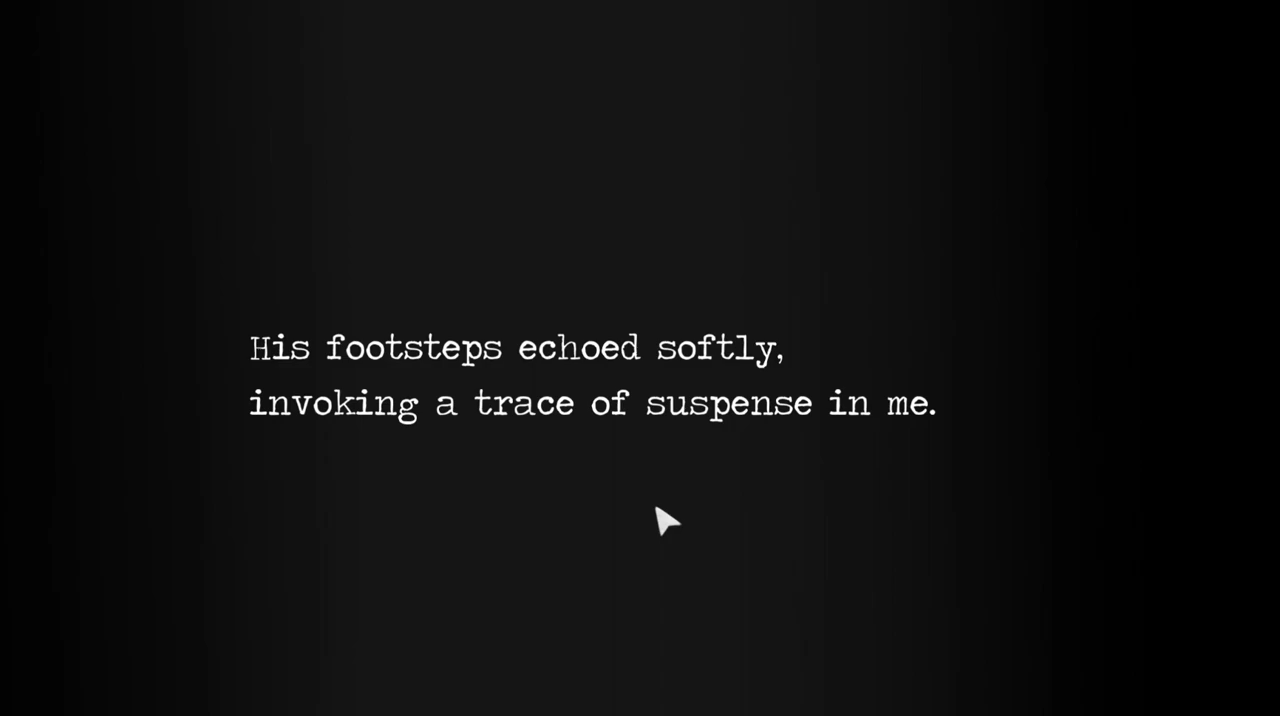 His footsteps echoed softly,
invoking a trace of suspense in me.